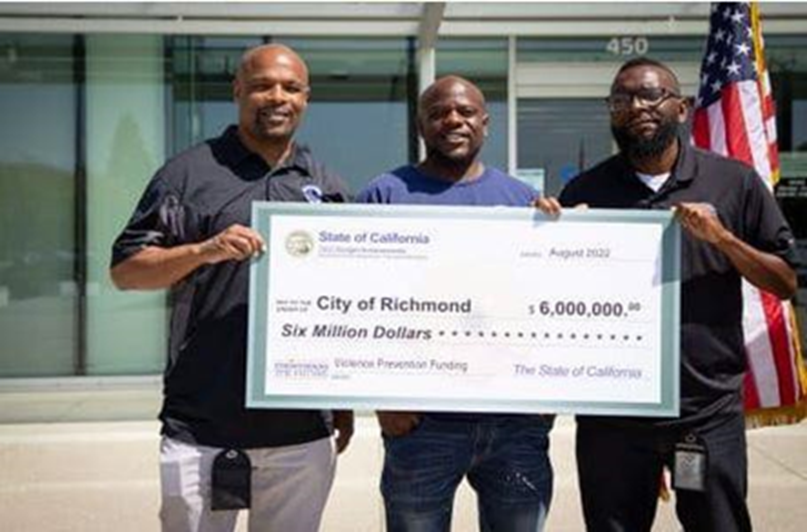 450
State of California
August 2022
City of Richmond $ 6,000,000.00
Six Million Dollars
Violence Prevention Funding
The State of California